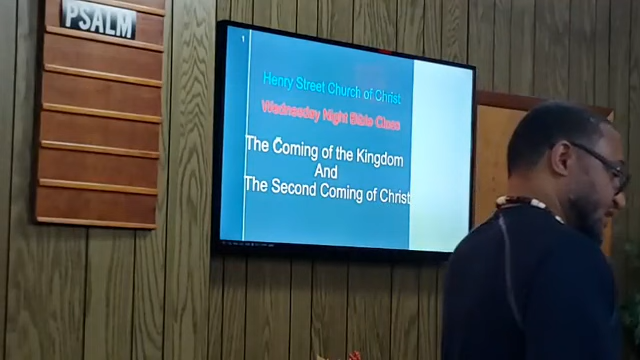 PSALM
1
Henry Street Church of Christ
Wednesday Night Bible Class
The Coming of the Kingdom
And
The Second Coming of Christ